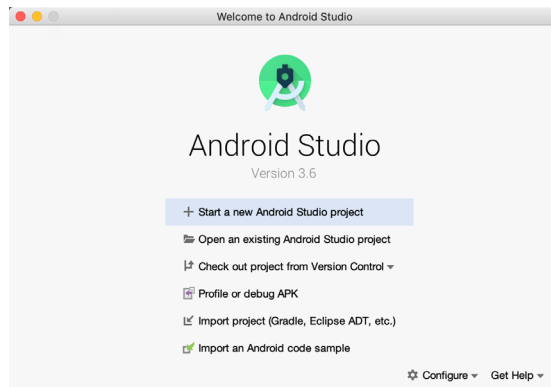 Welcome to Android Studio
Android Studio
Version 3.6
Start a new Android Studio project
Open an existing Android Studio project
Check out project from Version Control
Profile or debug APK
Import project (Gradle, Eclipse ADT, etc.)
Import an Android code sample
Configure Get Help